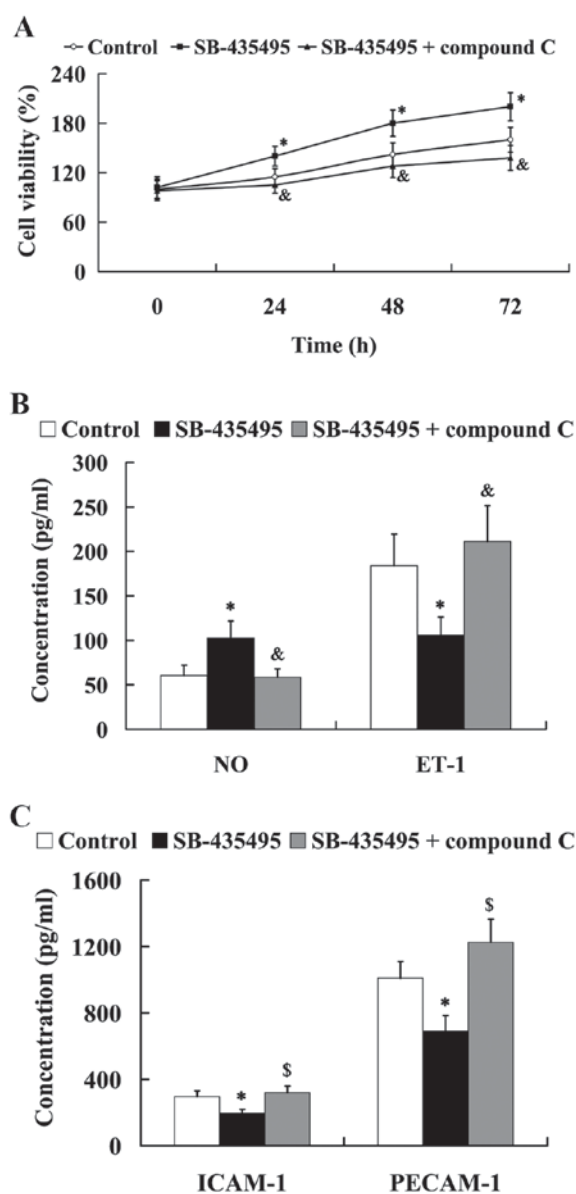 A
Control SB-435495 SB-435495 + compound C
Cell viability (%)
240
180
120
60
0
*
*
*
&
&
&
0 24 48 72
Time (h)
B
Control SB-435495 SB-435495 + compound C
Concentration (pg/ml)
300
250
200
150
100
50
0
*
&
*
&
NO ET-1
C
Control SB-435495 SB-435495 + compound C
Concentration (pg/ml)
1600
1200
800
400
0
*
$
*
$
ICAM-1 PECAM-1